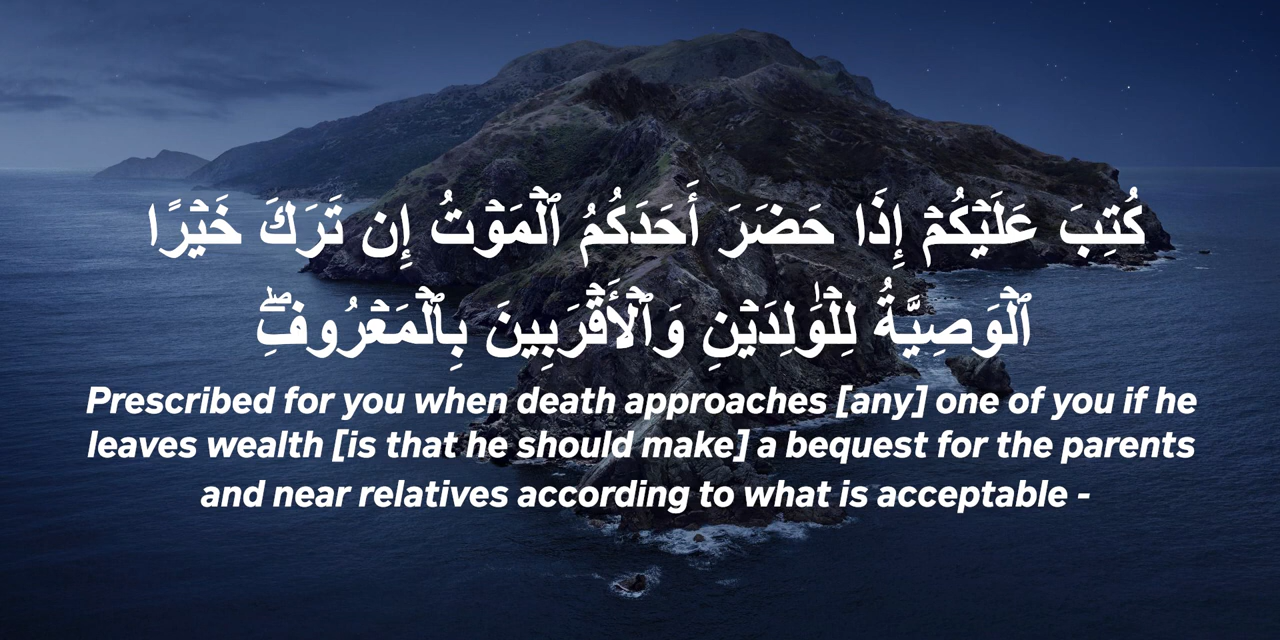 كُتِبَ عَلَيۡكُمۡ إِذَا حَضَرَ أَحَدَكُمُ ٱلۡمَوۡتُ إِن تَرَكَ خَيۡرًا
ٱلۡوَصِيَّةُ لِلۡوَٰلِدَيۡنِ وَٱلۡأَقۡرَبِينَ بِٱلۡمَعۡرُوفِۖ
Prescribed for you when death approaches [any] one of you if he
leaves wealth [is that he should make] a bequest for the parents
and near relatives according to what is acceptable -